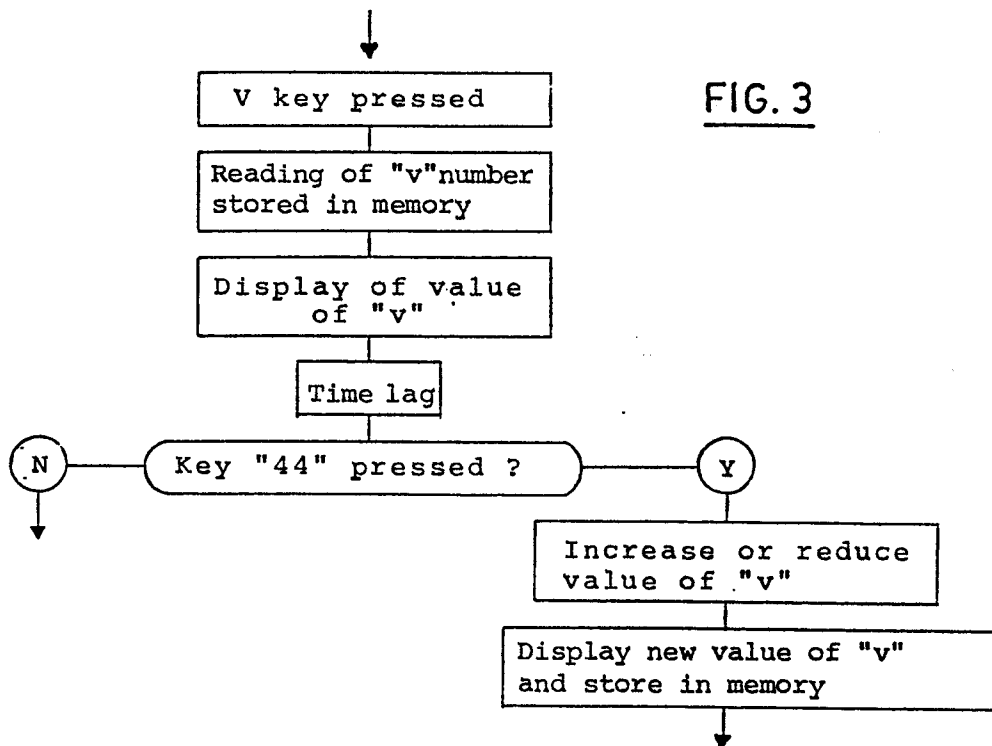 V key pressed
FIG. 3
Reading of "v"number
stored in memory
Display of value
of "v"
Time lag
N
Key "44" pressed ?
Y
Increase or reduce
value of "v"
Display new value of "v"
and store in memory